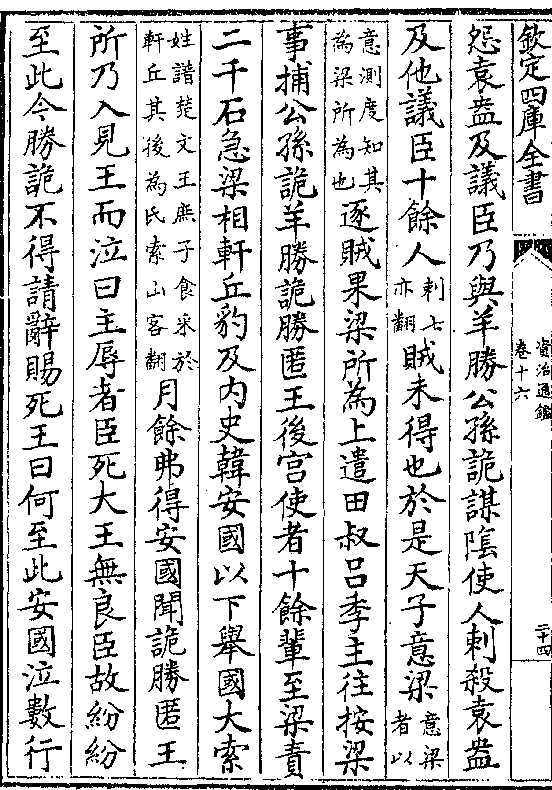 欽定四庫全書
資治通鑑
卷十六
二十四
怨袁盎及議臣乃與羊勝公孫詭謀隂使人刺殺袁盎
及他議臣十餘人刺七亦翻賊未得也於是天子意梁意梁者以
意測度知其為梁所為也逐賊果梁所為上遣田叔吕季主往按梁
事捕公孫詭羊勝詭勝匿王後宫使者十餘輩至梁責
二千石急梁相軒丘豹及内史韓安國以下舉國大索
姓譜楚文王庶子食采於軒丘其後為氏索山客翻月餘弗得安國聞詭勝匿王
所乃入見王而泣曰主辱者臣死大王無良臣故紛紛
至此今勝詭不得請辭賜死王曰何至此安國泣數行